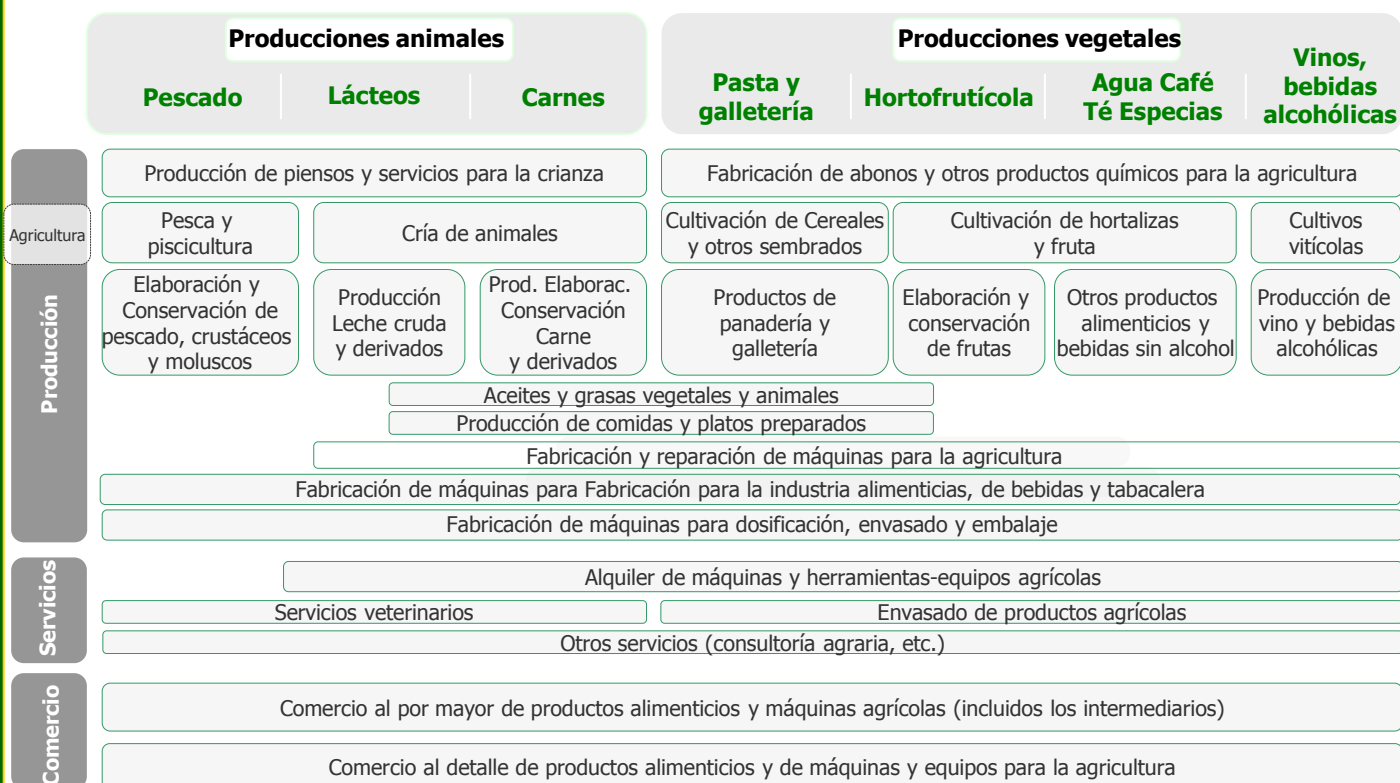 Producciones animales
Producciones vegetales
Pescado
Lácteos
Carnes
Pasta y
galletería
Hortofrutícola
Agua Café
Té Especias
Vinos,
bebidas
alcohólicas
Producción
Agricultura
Producción de piensos y servicios para la crianza
Fabricación de abonos y otros productos químicos para la agricultura
Pesca y
piscicultura
Cría de animales
Cultivación de Cereales
y otros sembrados
Cultivación de hortalizas
y fruta
Cultivos
vitícolas
Elaboración y
Conservación de
pescado, crustáceos
y moluscos
Producción
Leche cruda
y derivados
Prod. Elaborac.
Conservación
Carne
y derivados
Productos de
panadería y
galletería
Elaboración y
conservación
de frutas
Otros productos
alimenticios y
bebidas sin alcohol
Producción de
vino y bebidas
alcohólicas
Aceites y grasas vegetales y animales
Producción de comidas y platos preparados
Fabricación y reparación de máquinas para la agricultura
Fabricación de máquinas para Fabricación para la industria alimenticias, de bebidas y tabacalera
Fabricación de máquinas para dosificación, envasado y embalaje
Servicios
Alquiler de máquinas y herramientas-equipos agrícolas
Servicios veterinarios
Envasado de productos agrícolas
Otros servicios (consultoría agraria, etc.)
Comercio
Comercio al por mayor de productos alimenticios y máquinas agrícolas (incluidos los intermediarios)
Comercio al detalle de productos alimenticios y de máquinas y equipos para la agricultura